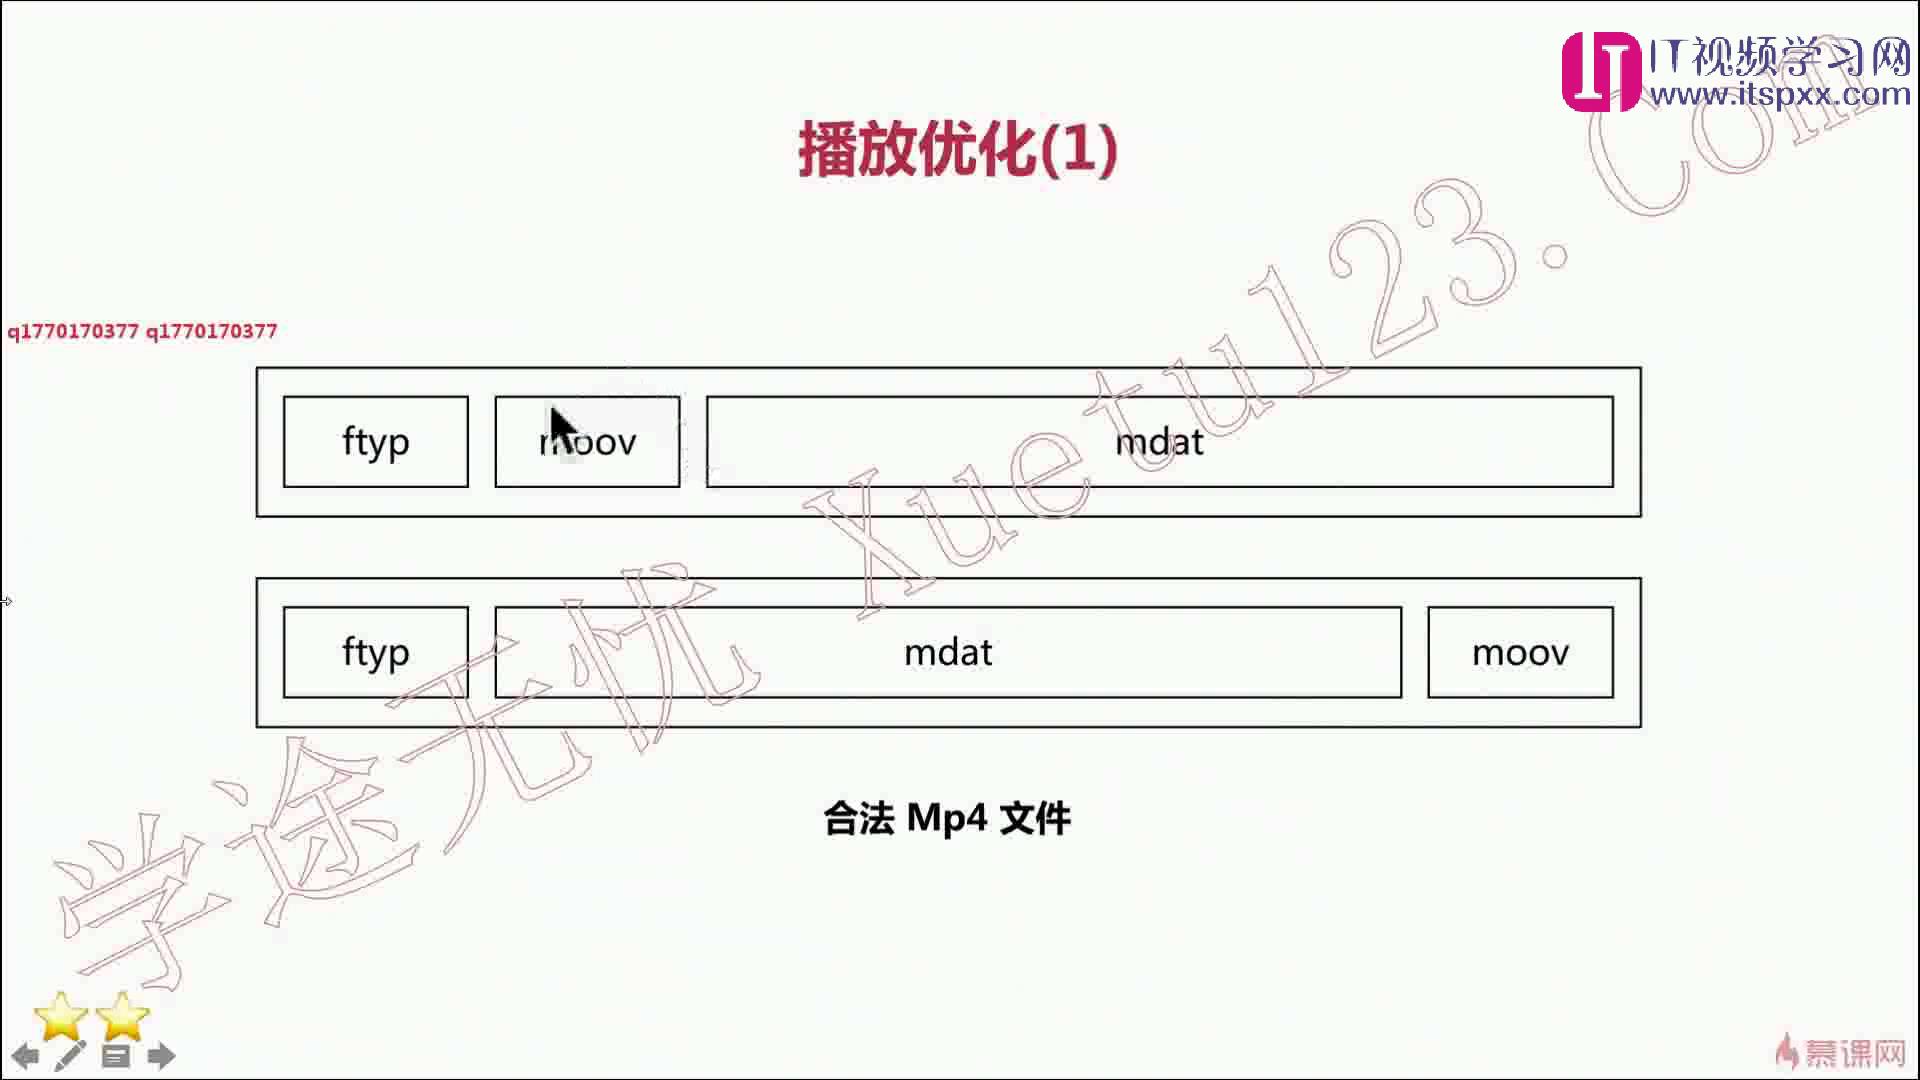 IT视频学习网
www.itspxx.com
播放优化(1)
q1770170377 q1770170377
ftyp moov mdat
ftyp mdat moov
合法 Mp4 文件
学途无忧 Xuetu123.Com
慕课网